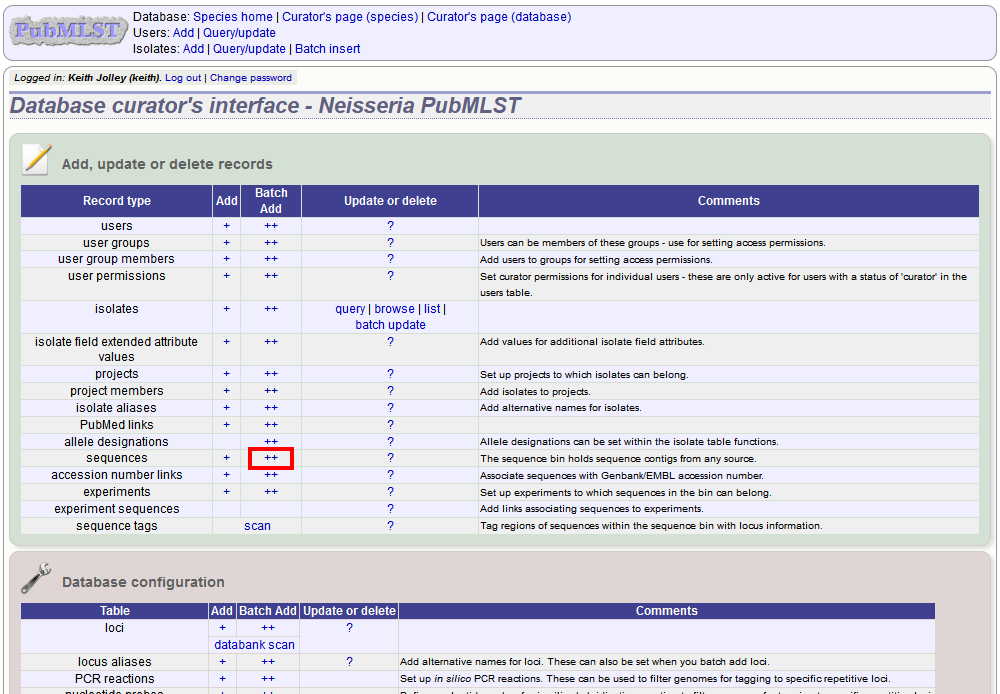 PubMLST
Database: Species home | Curator's page (species) | Curator's page (database)
Users: Add | Query/update
Isolates: Add | Query/update | Batch insert
Logged in: Keith Jolley (keith). Log out | Change password
Database curator's interface - Neisseria PubMLST
Add, update or delete records
Record type Add Batch Add Update or delete Comments
users + ++ ?
user groups + ++ ? Users can be members of these groups - use for setting access permissions.
user group members + ++ ? Add users to groups for setting access permissions.
user permissions + ++ ? Set curator permissions for individual users - these are only active for users with a status of 'curator' in the
users table.
isolates + ++ query | browse | list |
batch update
isolate field extended attribute + ++ ? Add values for additional isolate field attributes.
values
projects + ++ ? Set up projects to which isolates can belong.
project members + ++ ? Add isolates to projects.
isolate aliases + ++ ? Add alternative names for isolates.
PubMed links + ++ ?
allele designations ++ ? Allele designations can be set within the isolate table functions.
sequences + ++ ? The sequence bin holds sequence contigs from any source.
accession number links + ++ ? Associate sequences with Genbank/EMBL accession number.
experiments + ++ ? Set up experiments to which sequences in the bin can belong.
experiment sequences ? Add links associating sequences to experiments.
sequence tags scan ? Tag regions of sequences within the sequence bin with locus information.
Database configuration
Table Add Batch Add Update or delete Comments
loci + ++ ?
databank scan
locus aliases + ++ ? Add alternative names for loci. These can also be set when you batch add loci.
PCR reactions + ++ ? Set up in silico PCR reactions. These can be used to filter genomes for tagging to specific repetitive loci.